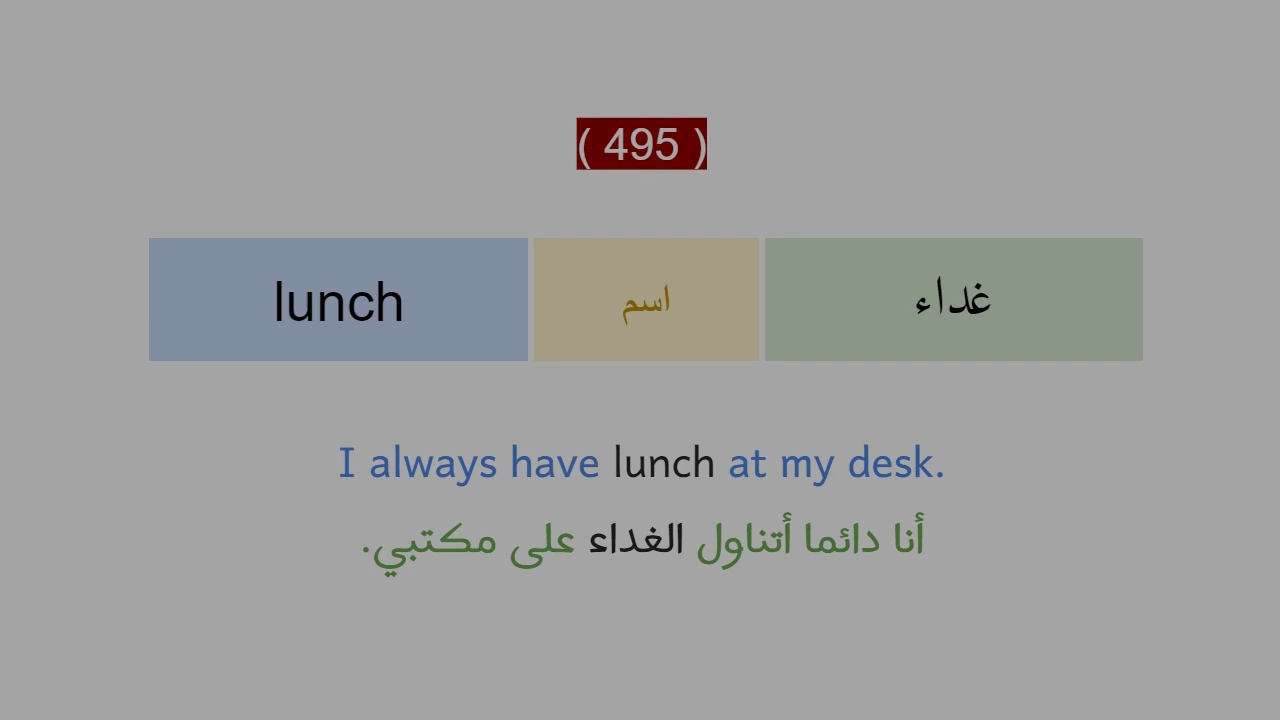 ( 495 )
lunch
اسم
غداء
I always have lunch at my desk.
أنا دائما أتناول الغداء على مكتبي.